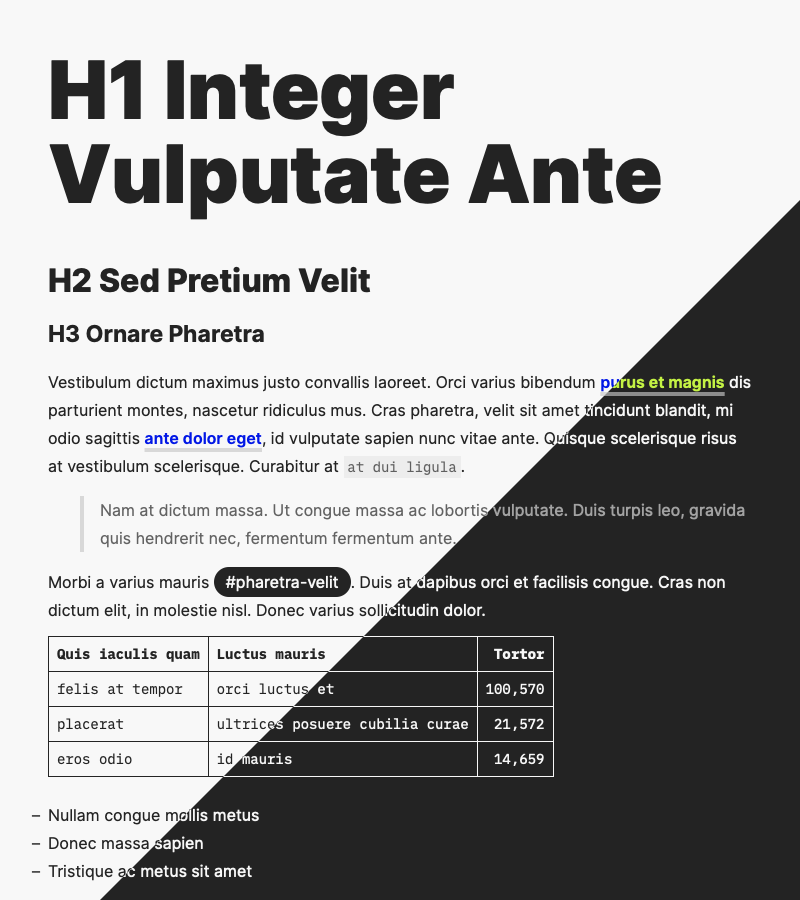 H1 Integer
Vulputate Ante
H2 Sed Pretium Velit
H3 Ornare Pharetra
Vestibulum dictum maximus justo convallis laoreet. Orci varius bibendum purus et magnis dis
parturient montes, nascetur ridiculus mus. Cras pharetra, velit sit amet tincidunt blandit, mi
odio sagittis ante dolor eget, id vulputate sapien nunc vitae ante. Quisque scelerisque risus
at vestibulum scelerisque. Curabitur at at dui ligula.
Nam at dictum massa. Ut congue massa ac lobortis vulputate. Duis turpis leo, gravida
quis hendrerit nec, fermentum fermentum ante.
Morbi a varius mauris #pharetra-velit. Duis at dapibus orci et facilisis congue. Cras non
dictum elit, in molestie nisl. Donec varius sollicitudin dolor.
Quis iaculis quam Luctus mauris Tortor
felis at tempor orci luctus et 100,570
placerat ultrices posuere cubilia curae 21,572
eros odio id mauris 14,659
– Nullam congue mollis metus
– Donec massa sapien
– Tristique ac metus sit amet